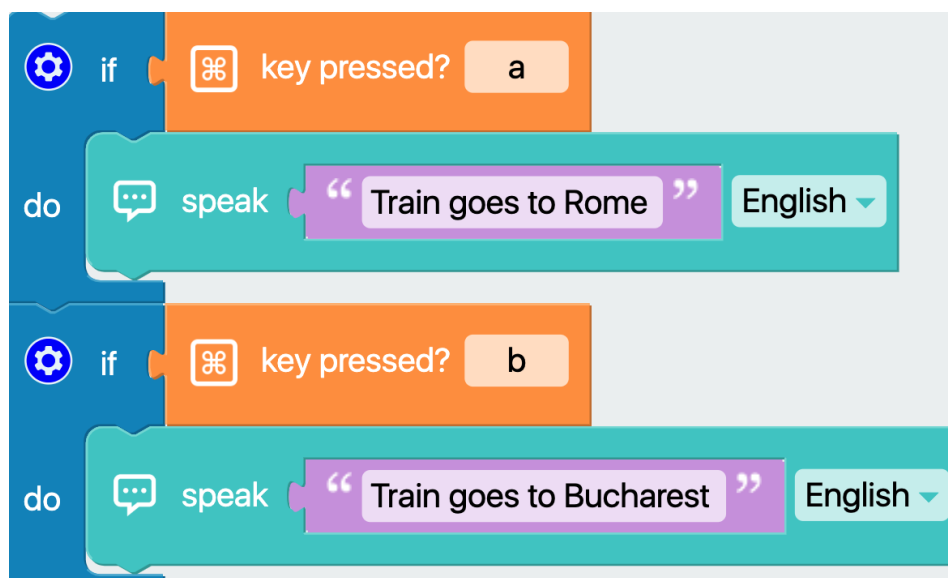 if ⌘ key pressed? a
do speak “ Train goes to Rome ” English
if ⌘ key pressed? b
do speak “ Train goes to Bucharest ” English